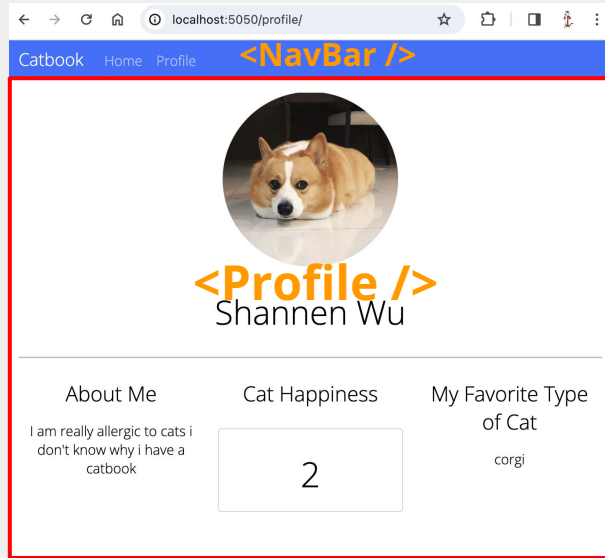 localhost:5050/profile/
Catbook Home Profile <NavBar />
<Profile />
Shannen Wu
About Me
I am really allergic to cats i
don't know why i have a
catbook
Cat Happiness
2
My Favorite Type
of Cat
corgi